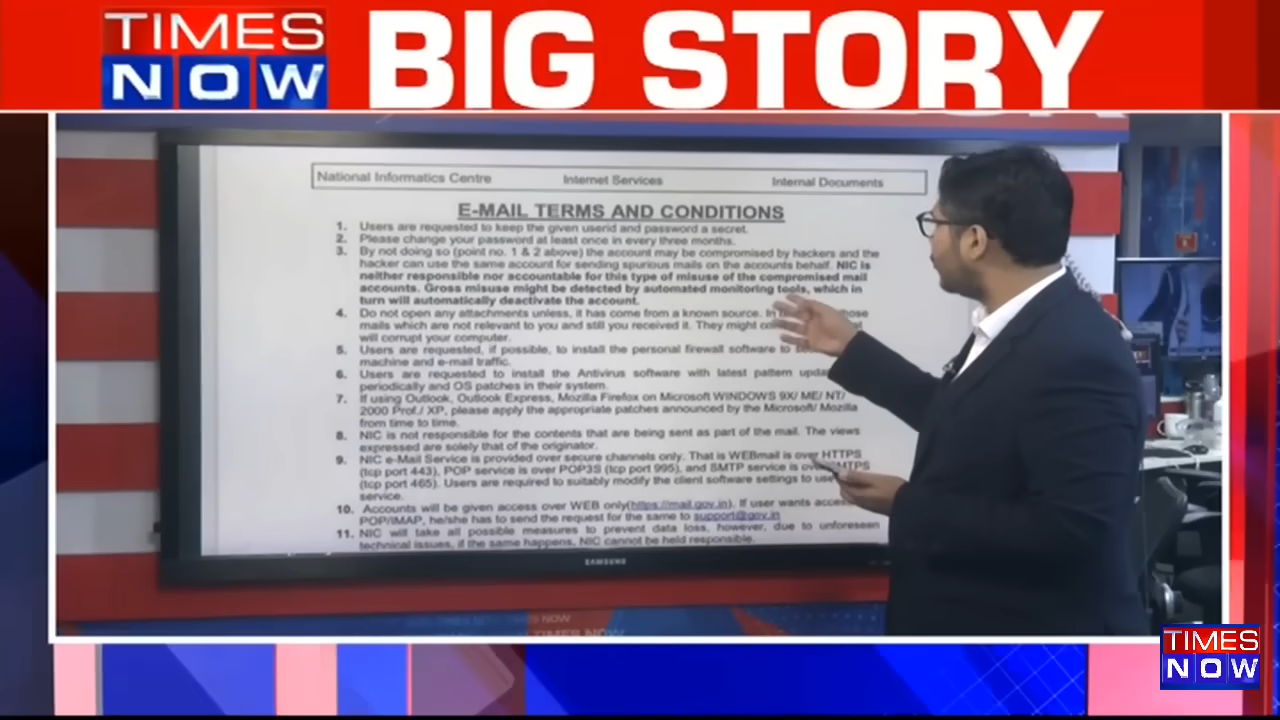 TIMES
NOW
BIG STORY
National Informatics Centre Internet Services Internal Documents
E-MAIL TERMS AND CONDITIONS
1. Users are requested to keep the given userid and password a secret.
2. Please change your password at least once in every three months.
3. By not doing so (point no. 1 & 2 above) the account may be compromised by hackers and the
hacker can use the same account for sending spurious mails on the accounts behalf. NIC is
neither responsible nor accountable for this type of misuse of the compromised mail
accounts. Gross misuse might be detected by automated monitoring tools, which in
turn will automatically deactivate the account.
4. Do not open any attachments unless, it has come from a known source. In
mails which are not relevant to you and still you received it. They might
will corrupt your computer.
5. Users are requested, if possible, to install the personal firewall software to
machine and e-mail traffic.
6. Users are requested to install the Antivirus software with latest pattern
periodically and OS patches in their system.
7. If using Outlook, Outlook Express, Mozilla Firefox on Microsoft WINDOWS 9X/ ME/ NT/
2000 Prof./ XP, please apply the appropriate patches announced by the Microsoft/ Mozilla
from time to time.
8. NIC is not responsible for the contents that are being sent as part of the mail. The views
expressed are solely that of the originator.
9. NIC e-Mail Service is provided over secure channels only. That is WEBmail is over HTTPS
(tcp port 443), POP service is over POP3S (tcp port 995), and SMTP service is
(tcp port 465). Users are required to suitably modify the client software settings to
service.
10. Accounts will be given access over WEB only(https://mail.gov.in). If user wants
POP/IMAP, he/she has to send the request for the same to support@gov.in
11. NIC will take all possible measures to prevent data loss, however, due to unforeseen
technical issues, if the same happens, NIC cannot be held responsible.
SAMSUNG
TIMES NOW
TIMES
NOW